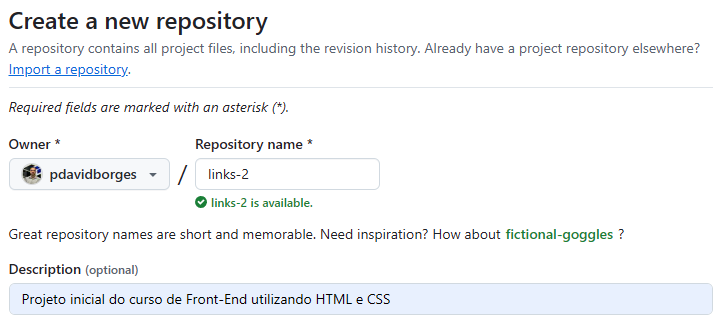 Create a new repository
A repository contains all project files, including the revision history. Already have a project repository elsewhere?
Import a repository.
Required fields are marked with an asterisk (*).
Owner * Repository name *
pdavidborges / links-2
links-2 is available.
Great repository names are short and memorable. Need inspiration? How about fictional-goggles ?
Description (optional)
Projeto inicial do curso de Front-End utilizando HTML e CSS